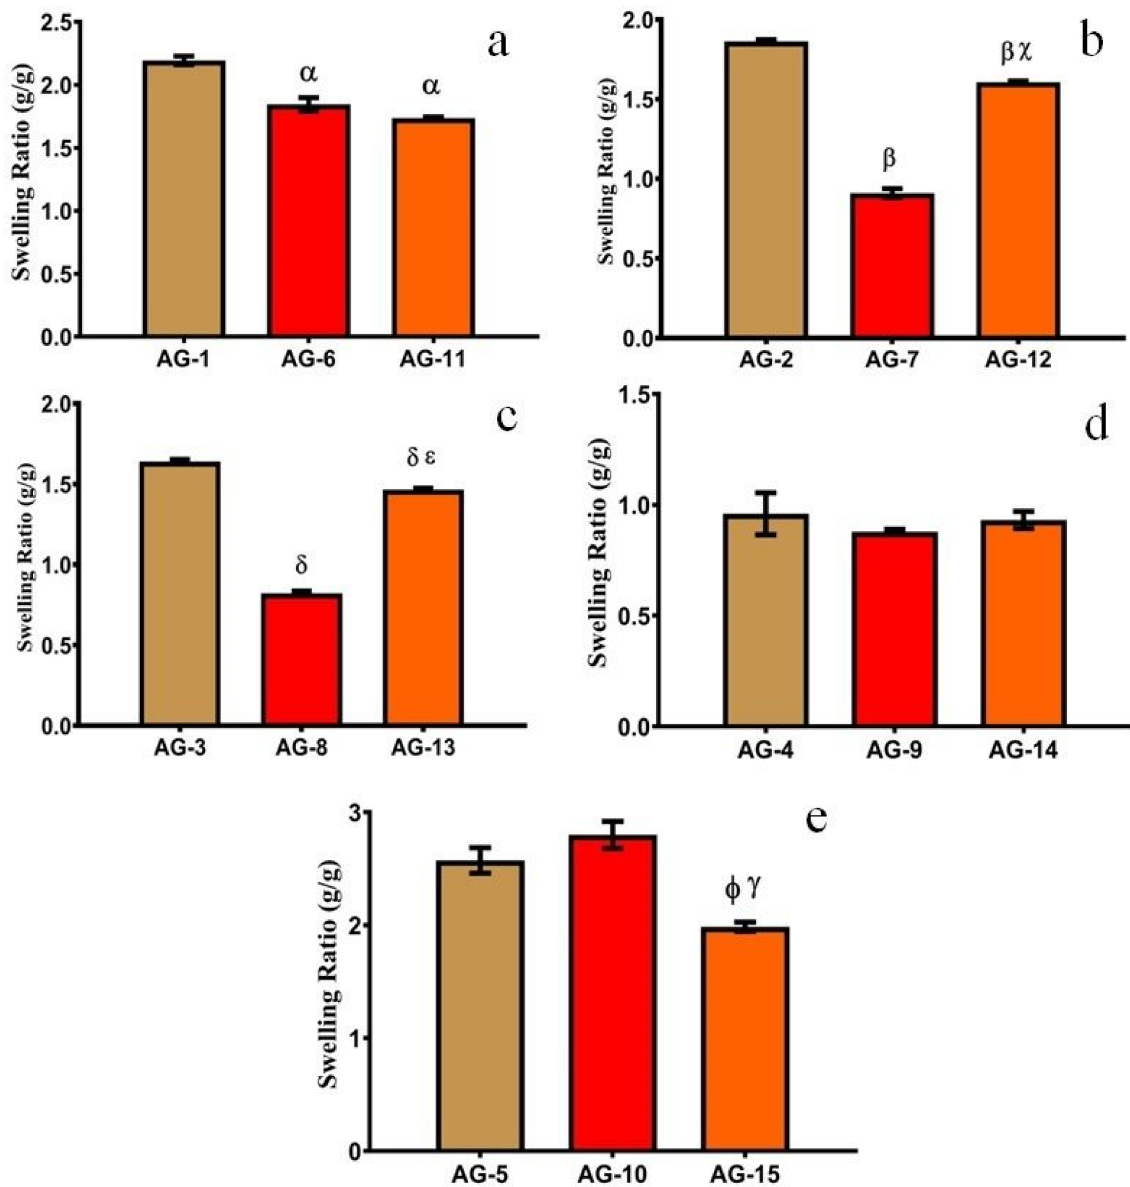 a
Swelling Ratio (g/g)
2.5
2.0
1.5
1.0
0.5
0.0
α
α
AG-1 AG-6 AG-11
b
Swelling Ratio (g/g)
2.0
1.5
1.0
0.5
0.0
β
β χ
AG-2 AG-7 AG-12
c
Swelling Ratio (g/g)
2.0
1.5
1.0
0.5
0.0
δ
δ ε
AG-3 AG-8 AG-13
d
Swelling Ratio (g/g)
1.5
1.0
0.5
0.0
AG-4 AG-9 AG-14
e
Swelling Ratio (g/g)
3
2
1
0
ϕ γ
AG-5 AG-10 AG-15